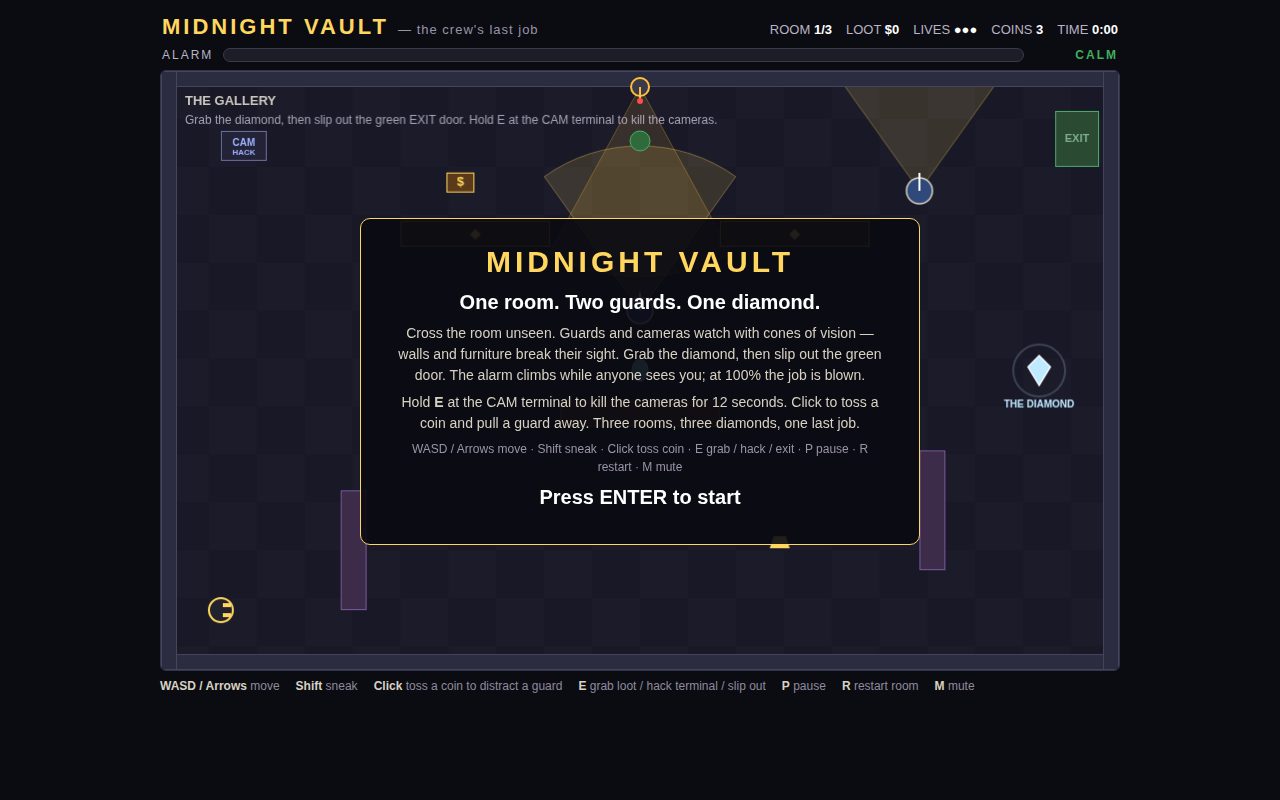 MIDNIGHT VAULT — the crew's last job
ROOM 1/3 LOOT $0 LIVES ●●● COINS 3 TIME 0:00
ALARM CALM
THE GALLERY
Grab the diamond, then slip out the green EXIT door. Hold E at the CAM terminal to kill the cameras.
CAM
HACK
EXIT
$
MIDNIGHT VAULT
One room. Two guards. One diamond.
Cross the room unseen. Guards and cameras watch with cones of vision —
walls and furniture break their sight. Grab the diamond, then slip out the green
door. The alarm climbs while anyone sees you; at 100% the job is blown.
Hold E at the CAM terminal to kill the cameras for 12 seconds. Click to toss a
coin and pull a guard away. Three rooms, three diamonds, one last job.
WASD / Arrows move · Shift sneak · Click toss coin · E grab / hack / exit · P pause · R
restart · M mute
Press ENTER to start
THE DIAMOND
WASD / Arrows move Shift sneak Click toss a coin to distract a guard E grab loot / hack terminal / slip out P pause R restart room M mute